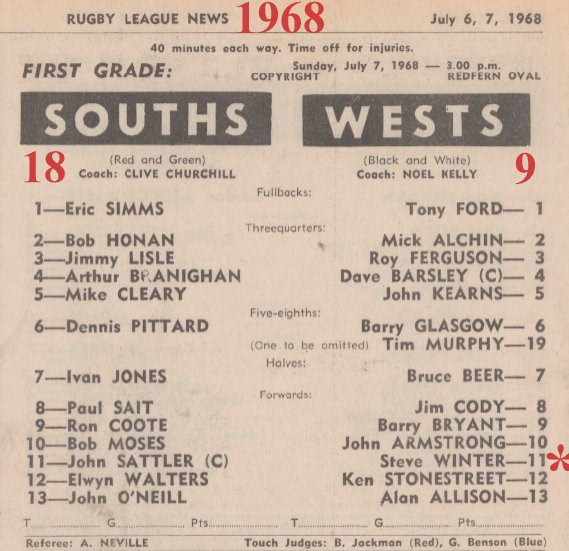 RUGBY LEAGUE NEWS 1968 July 6, 7, 1968
40 minutes each way. Time off for injuries.
FIRST GRADE: Sunday, July 7, 1968 — 3.00 p.m.
COPYRIGHT REDFERN OVAL
SOUTHS WESTS
18 (Red and Green) (Black and White) 9
Coach: CLIVE CHURCHILL Coach: NOEL KELLY
Fullbacks:
1—Eric SIMMS Tony FORD— 1
Threequarters:
2—Bob HONAN Mick ALCHIN— 2
3—Jimmy LISLE Roy FERGUSON— 3
4—Arthur BRANIGHAN Dave BARSLEY (C)— 4
5—Mike CLEARY John KEARNS— 5
Five-eighths:
6—Dennis PITTARD Barry GLASGOW— 6
(One to be omitted) Tim MURPHY—19
Halves:
7—Ivan JONES Bruce BEER— 7
Forwards:
8—Paul SAIT Jim CODY— 8
9—Ron COOTE Barry BRYANT— 9
10—Bob MOSES John ARMSTRONG—10
11—John SATTLER (C) Steve WINTER—11*
12—Elwyn WALTERS Ken STONESTREET—12
13—John O'NEILL Alan ALLISON—13
T............ G............ Pts............ T............ G............ Pts............
Referee: A. NEVILLE Touch Judges: B. Jackman (Red), G. Benson (Blue)